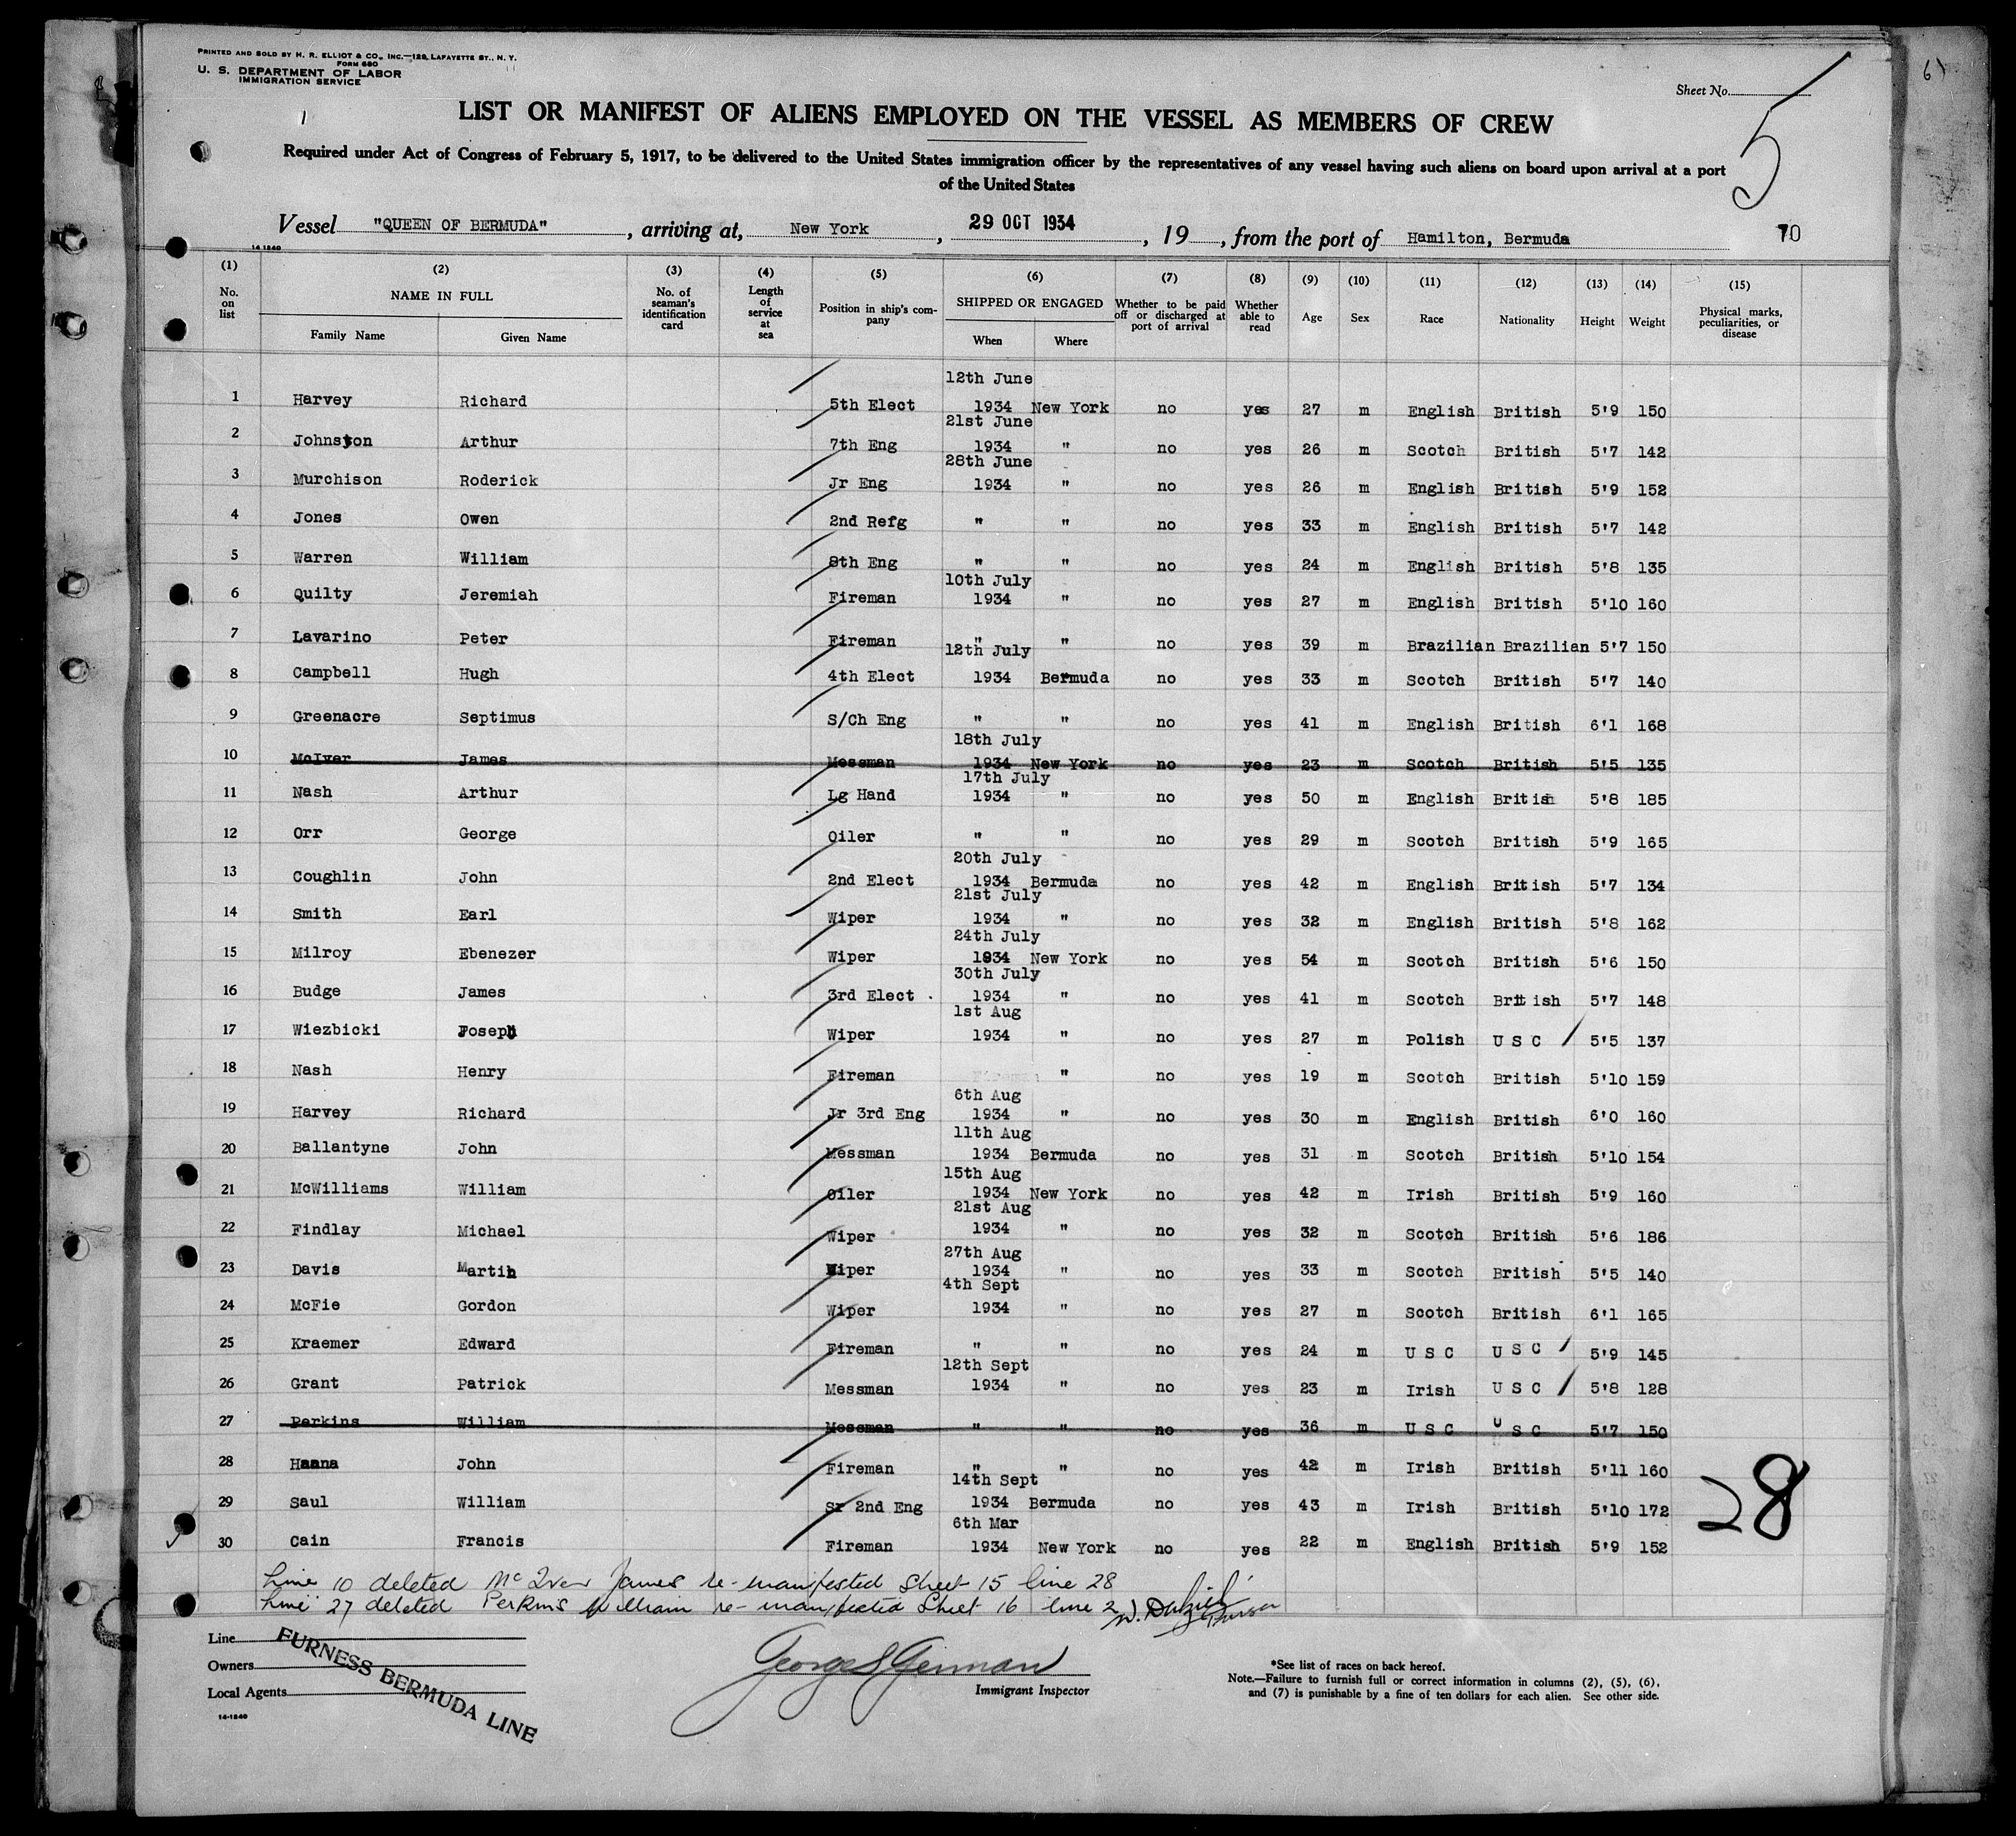 PRINTED AND SOLD BY H. R. ELLIOT & CO., INC.—129, LAFAYETTE ST., N. Y.
FORM 680
U. S. DEPARTMENT OF LABOR
IMMIGRATION SERVICE
Sheet No. 5
LIST OR MANIFEST OF ALIENS EMPLOYED ON THE VESSEL AS MEMBERS OF CREW
Required under Act of Congress of February 5, 1917, to be delivered to the United States immigration officer by the representatives of any vessel having such aliens on board upon arrival at a port
of the United States
Vessel "QUEEN OF BERMUDA", arriving at, New York, 29 OCT 1934, 19 , from the port of Hamilton, Bermuda 70
14 1240
(1) No. on list (2) NAME IN FULL Family Name Given Name (3) No. of seaman's identification card (4) Length of service at sea (5) Position in ship's company (6) SHIPPED OR ENGAGED When Where (7) Whether to be paid off or discharged at port of arrival (8) Whether able to read (9) Age (10) Sex (11) Race (12) Nationality (13) Height (14) Weight (15) Physical marks, peculiarities, or disease
1 Harvey Richard 5th Elect 12th June 1934 New York no yes 27 m English British 5'9 150
2 Johnston Arthur 7th Eng 21st June 1934 " no yes 26 m Scotch British 5'7 142
3 Murchison Roderick Jr Eng 28th June 1934 " no yes 26 m English British 5'9 152
4 Jones Owen 2nd Refg " " no yes 33 m English British 5'7 142
5 Warren William 8th Eng " " no yes 24 m English British 5'8 135
6 Quilty Jeremiah Fireman 10th July 1934 " no yes 27 m English British 5'10 160
7 Lavarino Peter Fireman " " no yes 39 m Brazilian Brazilian 5'7 150
8 Campbell Hugh 4th Elect 12th July 1934 Bermuda no yes 33 m Scotch British 5'7 140
9 Greenacre Septimus S/Ch Eng " " no yes 41 m English British 6'1 168
10 McIver James Messman 18th July 1934 New York no yes 23 m Scotch British 5'5 135
11 Nash Arthur Lg Hand 17th July 1934 " no yes 50 m English British 5'8 185
12 Orr George Oiler " " no yes 29 m Scotch British 5'9 165
13 Coughlin John 2nd Elect 20th July 1934 Bermuda no yes 42 m English British 5'7 134
14 Smith Earl Wiper 21st July 1934 " no yes 32 m English British 5'8 162
15 Milroy Ebenezer Wiper 24th July 1934 New York no yes 54 m Scotch British 5'6 150
16 Budge James 3rd Elect 30th July 1934 " no yes 41 m Scotch British 5'7 148
17 Wiezbicki Joseph Wiper 1st Aug 1934 " no yes 27 m Polish U S C 5'5 137
18 Nash Henry Fireman " no yes 19 m Scotch British 5'10 159
19 Harvey Richard Jr 3rd Eng 6th Aug 1934 " no yes 30 m English British 6'0 160
20 Ballantyne John Messman 11th Aug 1934 Bermuda no yes 31 m Scotch British 5'10 154
21 McWilliams William Oiler 15th Aug 1934 New York no yes 42 m Irish British 5'9 160
22 Findlay Michael Wiper 21st Aug 1934 " no yes 32 m Scotch British 5'6 186
23 Davis Martin Wiper 27th Aug 1934 " no yes 33 m Scotch British 5'5 140
24 McFie Gordon Wiper 4th Sept 1934 " no yes 27 m Scotch British 6'1 165
25 Kraemer Edward Fireman " " no yes 24 m U S C U S C 5'9 145
26 Grant Patrick Messman 12th Sept 1934 " no yes 23 m Irish U S C 5'8 128
27 Perkins William Messman " " no yes 36 m U S C U S C 5'7 150
28 Haana John Fireman " " no yes 42 m Irish British 5'11 160
29 Saul William Sr 2nd Eng 14th Sept 1934 Bermuda no yes 43 m Irish British 5'10 172
30 Cain Francis Fireman 6th Mar 1934 New York no yes 22 m English British 5'9 152
28
Line 10 deleted McIver James re-manifested Sheet 15 line 28
Line 27 deleted Perkins William re-manifested Sheet 16 line 2
Line
Owners
Local Agents
FURNESS BERMUDA LINE
14-1240
George S German
Immigrant Inspector
*See list of races on back hereof.
Note.—Failure to furnish full or correct information in columns (2), (5), (6),
and (7) is punishable by a fine of ten dollars for each alien. See other side.